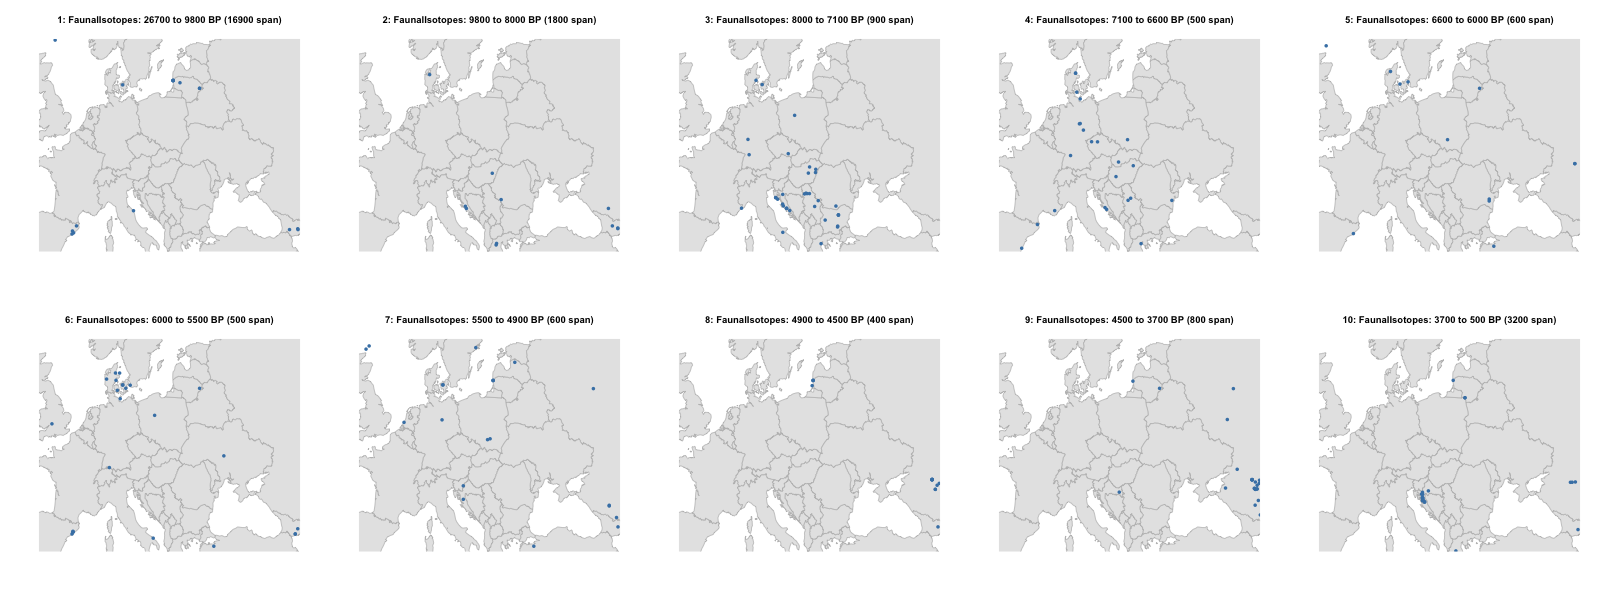 1: FaunalIsotopes: 26700 to 9800 BP (16900 span)
2: FaunalIsotopes: 9800 to 8000 BP (1800 span)
3: FaunalIsotopes: 8000 to 7100 BP (900 span)
4: FaunalIsotopes: 7100 to 6600 BP (500 span)
5: FaunalIsotopes: 6600 to 6000 BP (600 span)
6: FaunalIsotopes: 6000 to 5500 BP (500 span)
7: FaunalIsotopes: 5500 to 4900 BP (600 span)
8: FaunalIsotopes: 4900 to 4500 BP (400 span)
9: FaunalIsotopes: 4500 to 3700 BP (800 span)
10: FaunalIsotopes: 3700 to 500 BP (3200 span)